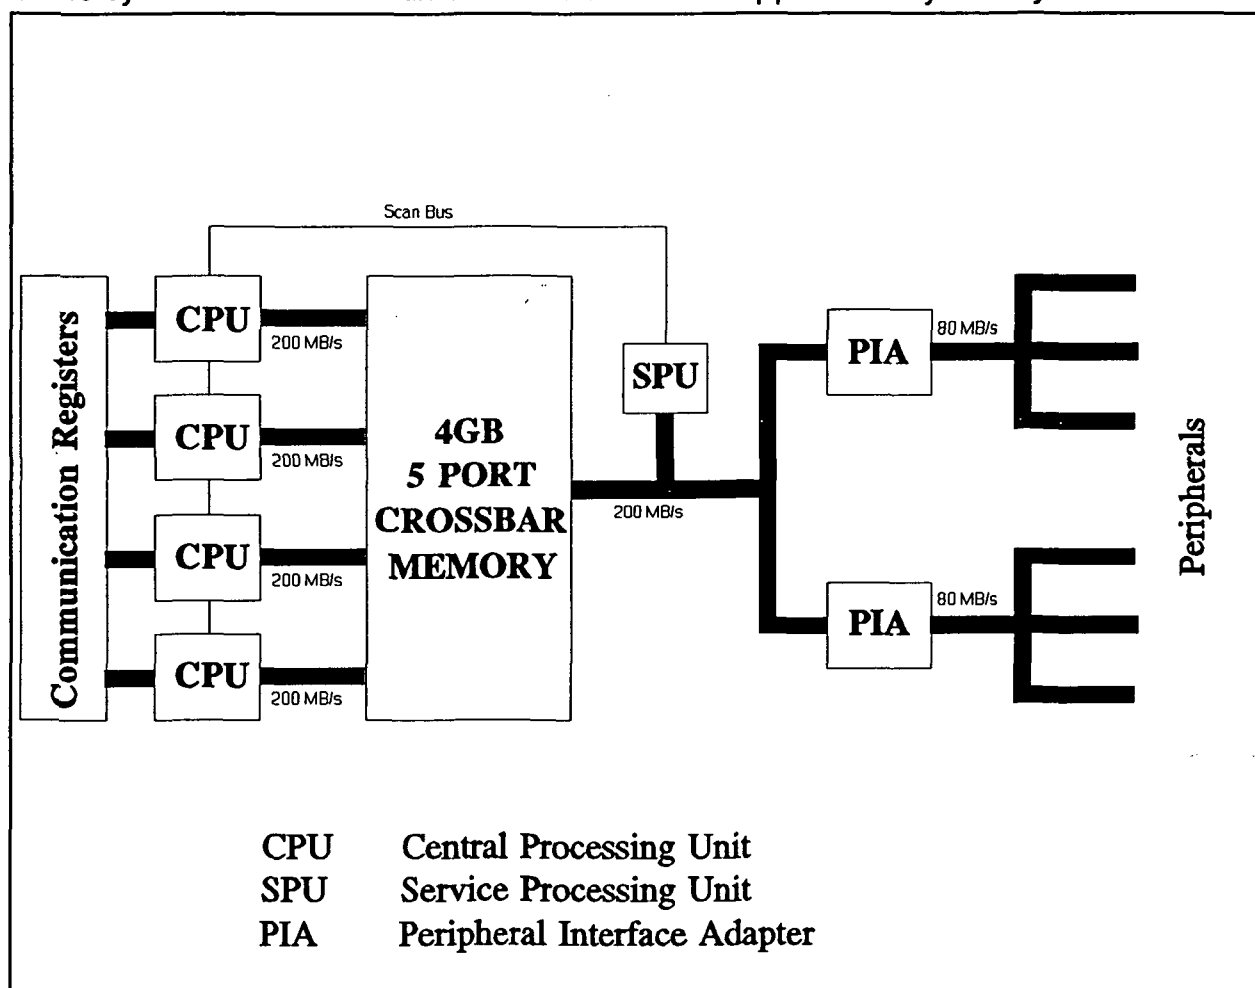 Scan Bus
Communication Registers
CPU
200 MB/s
CPU
200 MB/s
CPU
200 MB/s
CPU
200 MB/s
4GB
5 PORT
CROSSBAR
MEMORY
SPU
200 MB/s
PIA
80 MB/s
PIA
80 MB/s
Peripherals
CPU Central Processing Unit
SPU Service Processing Unit
PIA Peripheral Interface Adapter